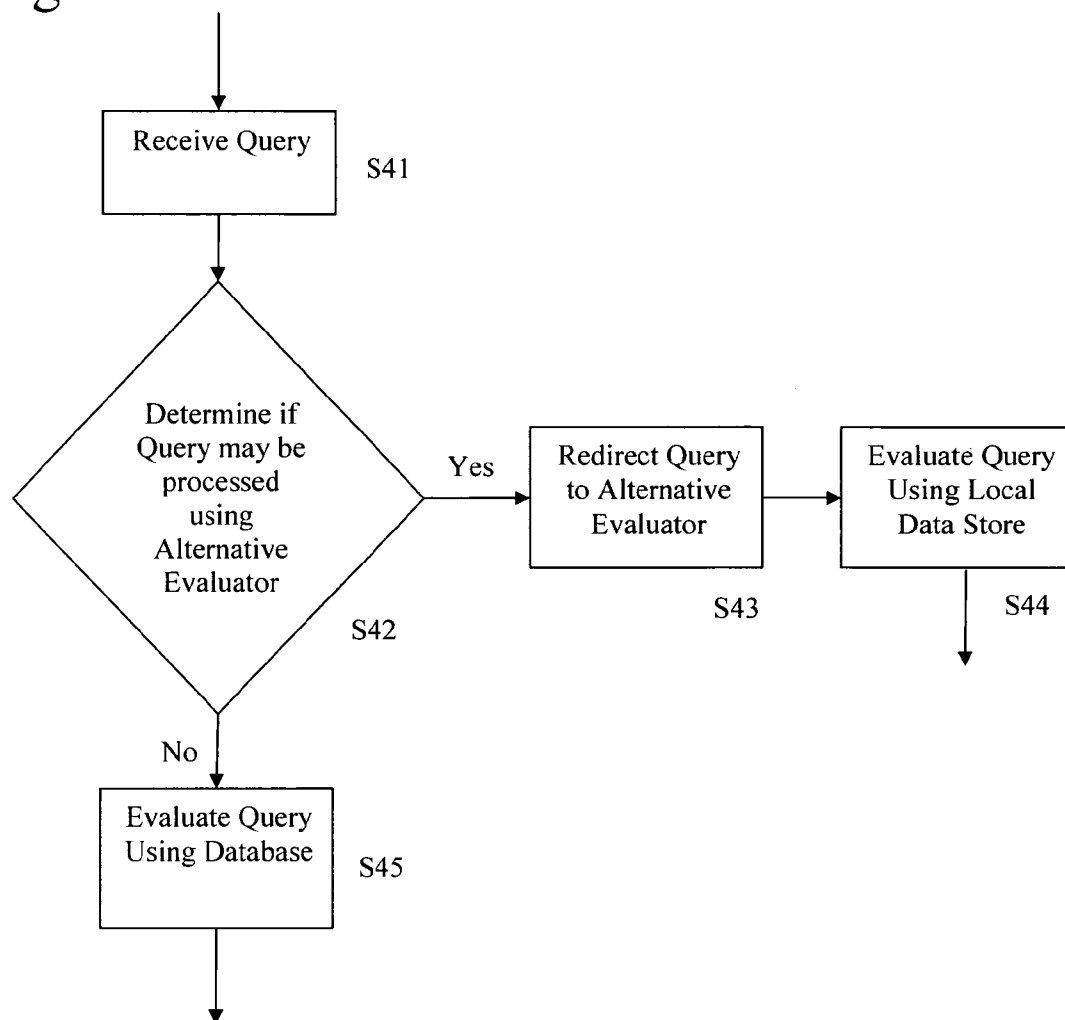 Receive Query
S41
Determine if
Query may be
processed
using
Alternative
Evaluator
S42
Yes
Redirect Query
to Alternative
Evaluator
S43
Evaluate Query
Using Local
Data Store
S44
No
Evaluate Query
Using Database
S45